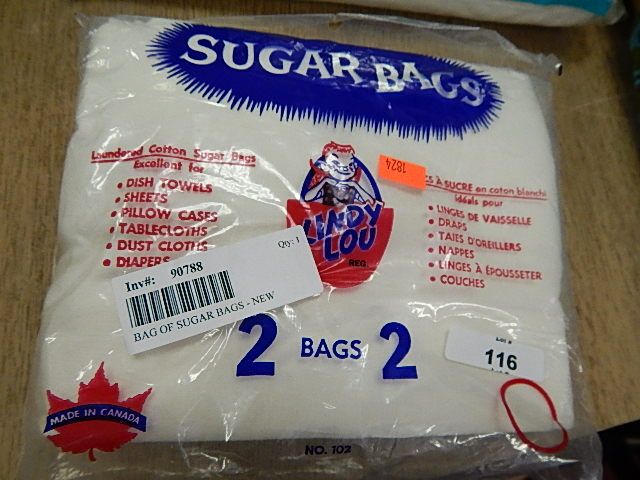 SUGAR BAGS
Laundered Cotton Sugar Bags
Excellent for
• DISH TOWELS
• SHEETS
• PILLOW CASES
• TABLECLOTHS
• DUST CLOTHS
• DIAPERS
1824
LINDY
LOU
REG.
À SUCRE en coton blanchi
Idéals pour
• LINGES DE VAISSELLE
• DRAPS
• TAIES D'OREILLERS
• NAPPES
• LINGES À ÉPOUSSETER
• COUCHES
Qty: 1
Inv#: 90788
BAG OF SUGAR BAGS - NEW
2 BAGS 2
Lot #
116
MADE IN CANADA
NO. 102